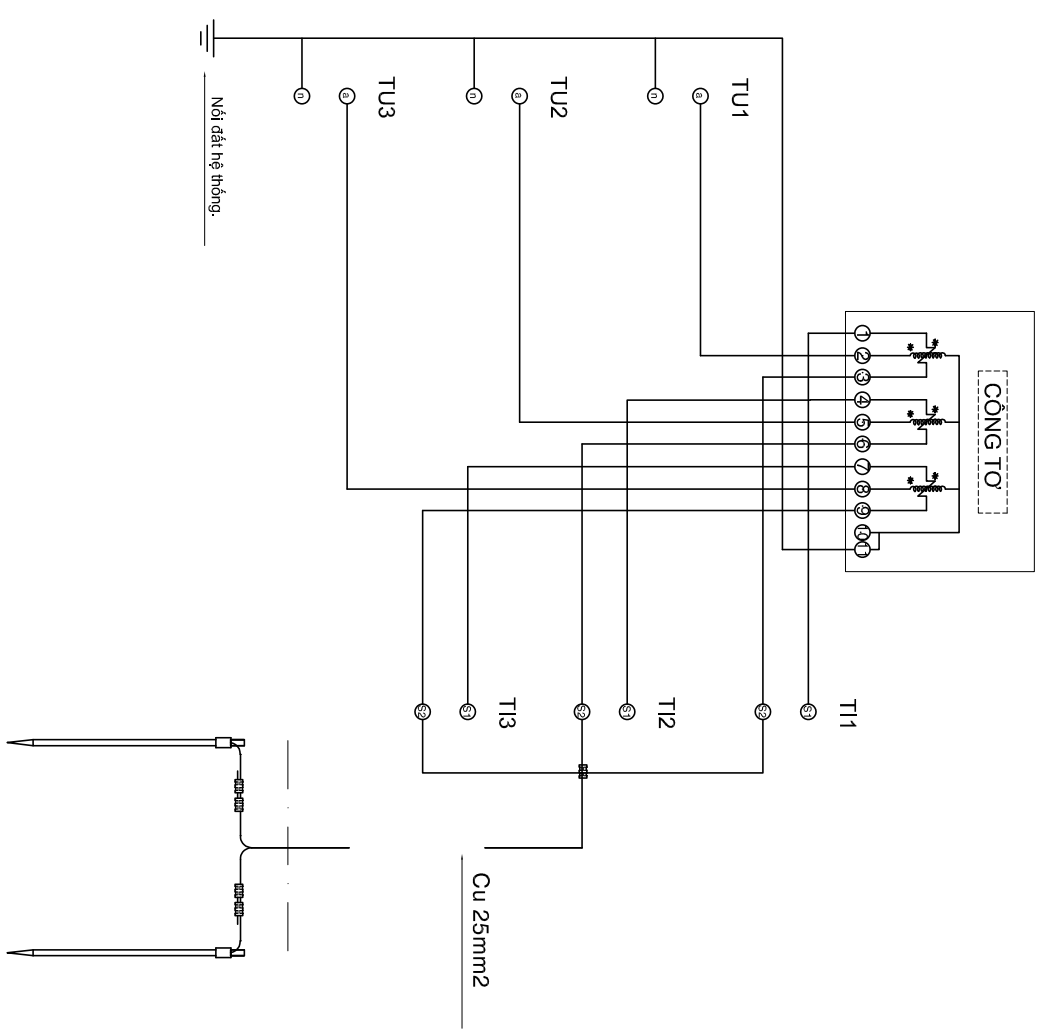 CÔNG TƠ
1 2 3 4 5 6 7 8 9 10 11
TU1
a
n
TU2
a
n
TU3
a
n
Nối đất hệ thống.
TI1
S1
S2
TI2
S1
S2
TI3
S1
S2
Cu 25mm2